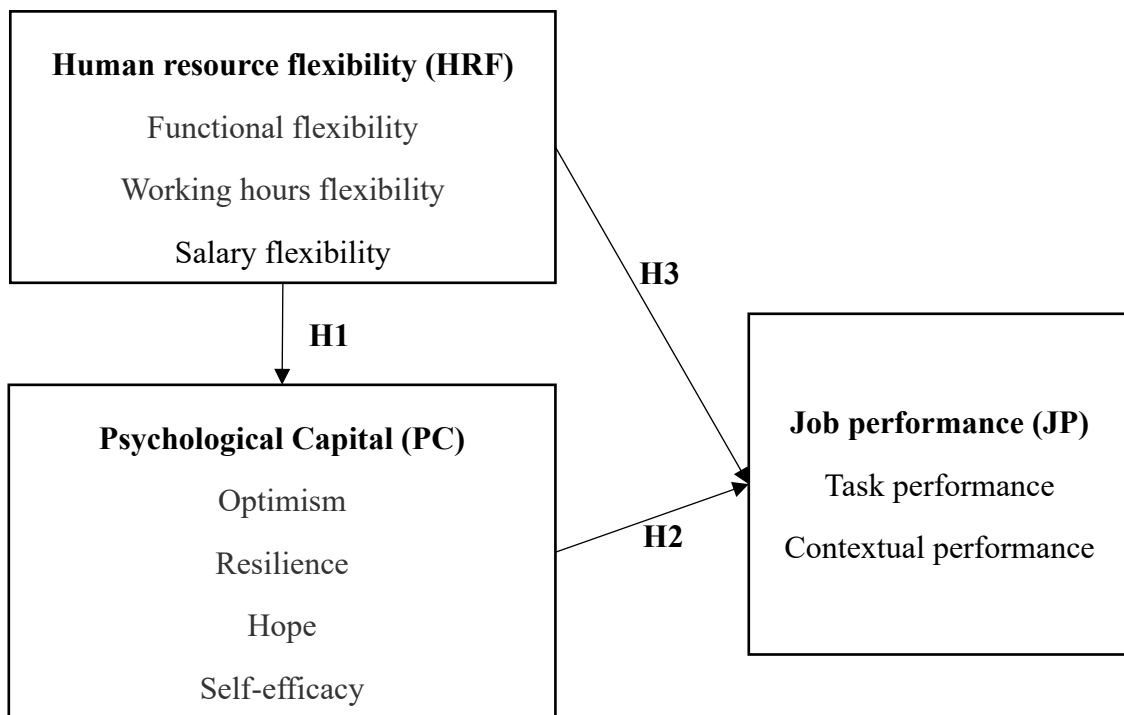 Human resource flexibility (HRF)
Functional flexibility
Working hours flexibility
Salary flexibility
H3
H1
Psychological Capital (PC)
Optimism
Resilience
Hope
Self-efficacy
H2
Job performance (JP)
Task performance
Contextual performance